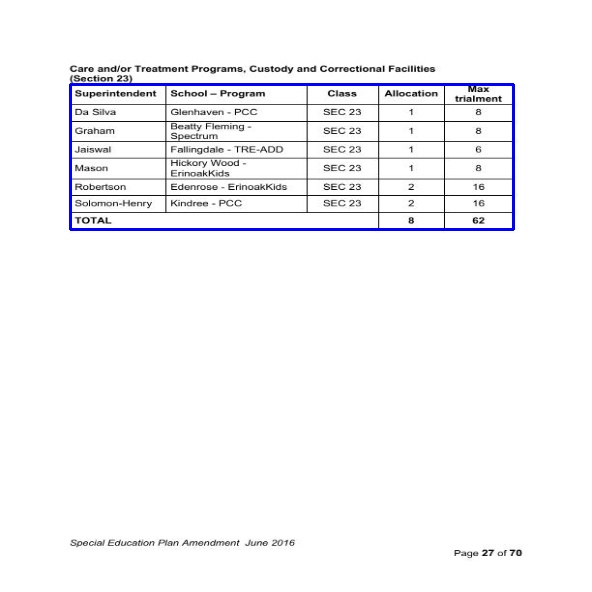 Care and/or Treatment Programs, Custody and Correctional Facilities
(Section 23)
Superintendent School – Program Class Allocation Max
trialment
Da Silva Glenhaven - PCC SEC 23 1 8
Graham Beatty Fleming -
Spectrum SEC 23 1 8
Jaiswal Fallingdale - TRE-ADD SEC 23 1 6
Mason Hickory Wood -
ErinoakKids SEC 23 1 8
Robertson Edenrose - ErinoakKids SEC 23 2 16
Solomon-Henry Kindree - PCC SEC 23 2 16
TOTAL 8 62
Special Education Plan Amendment June 2016
Page 27 of 70